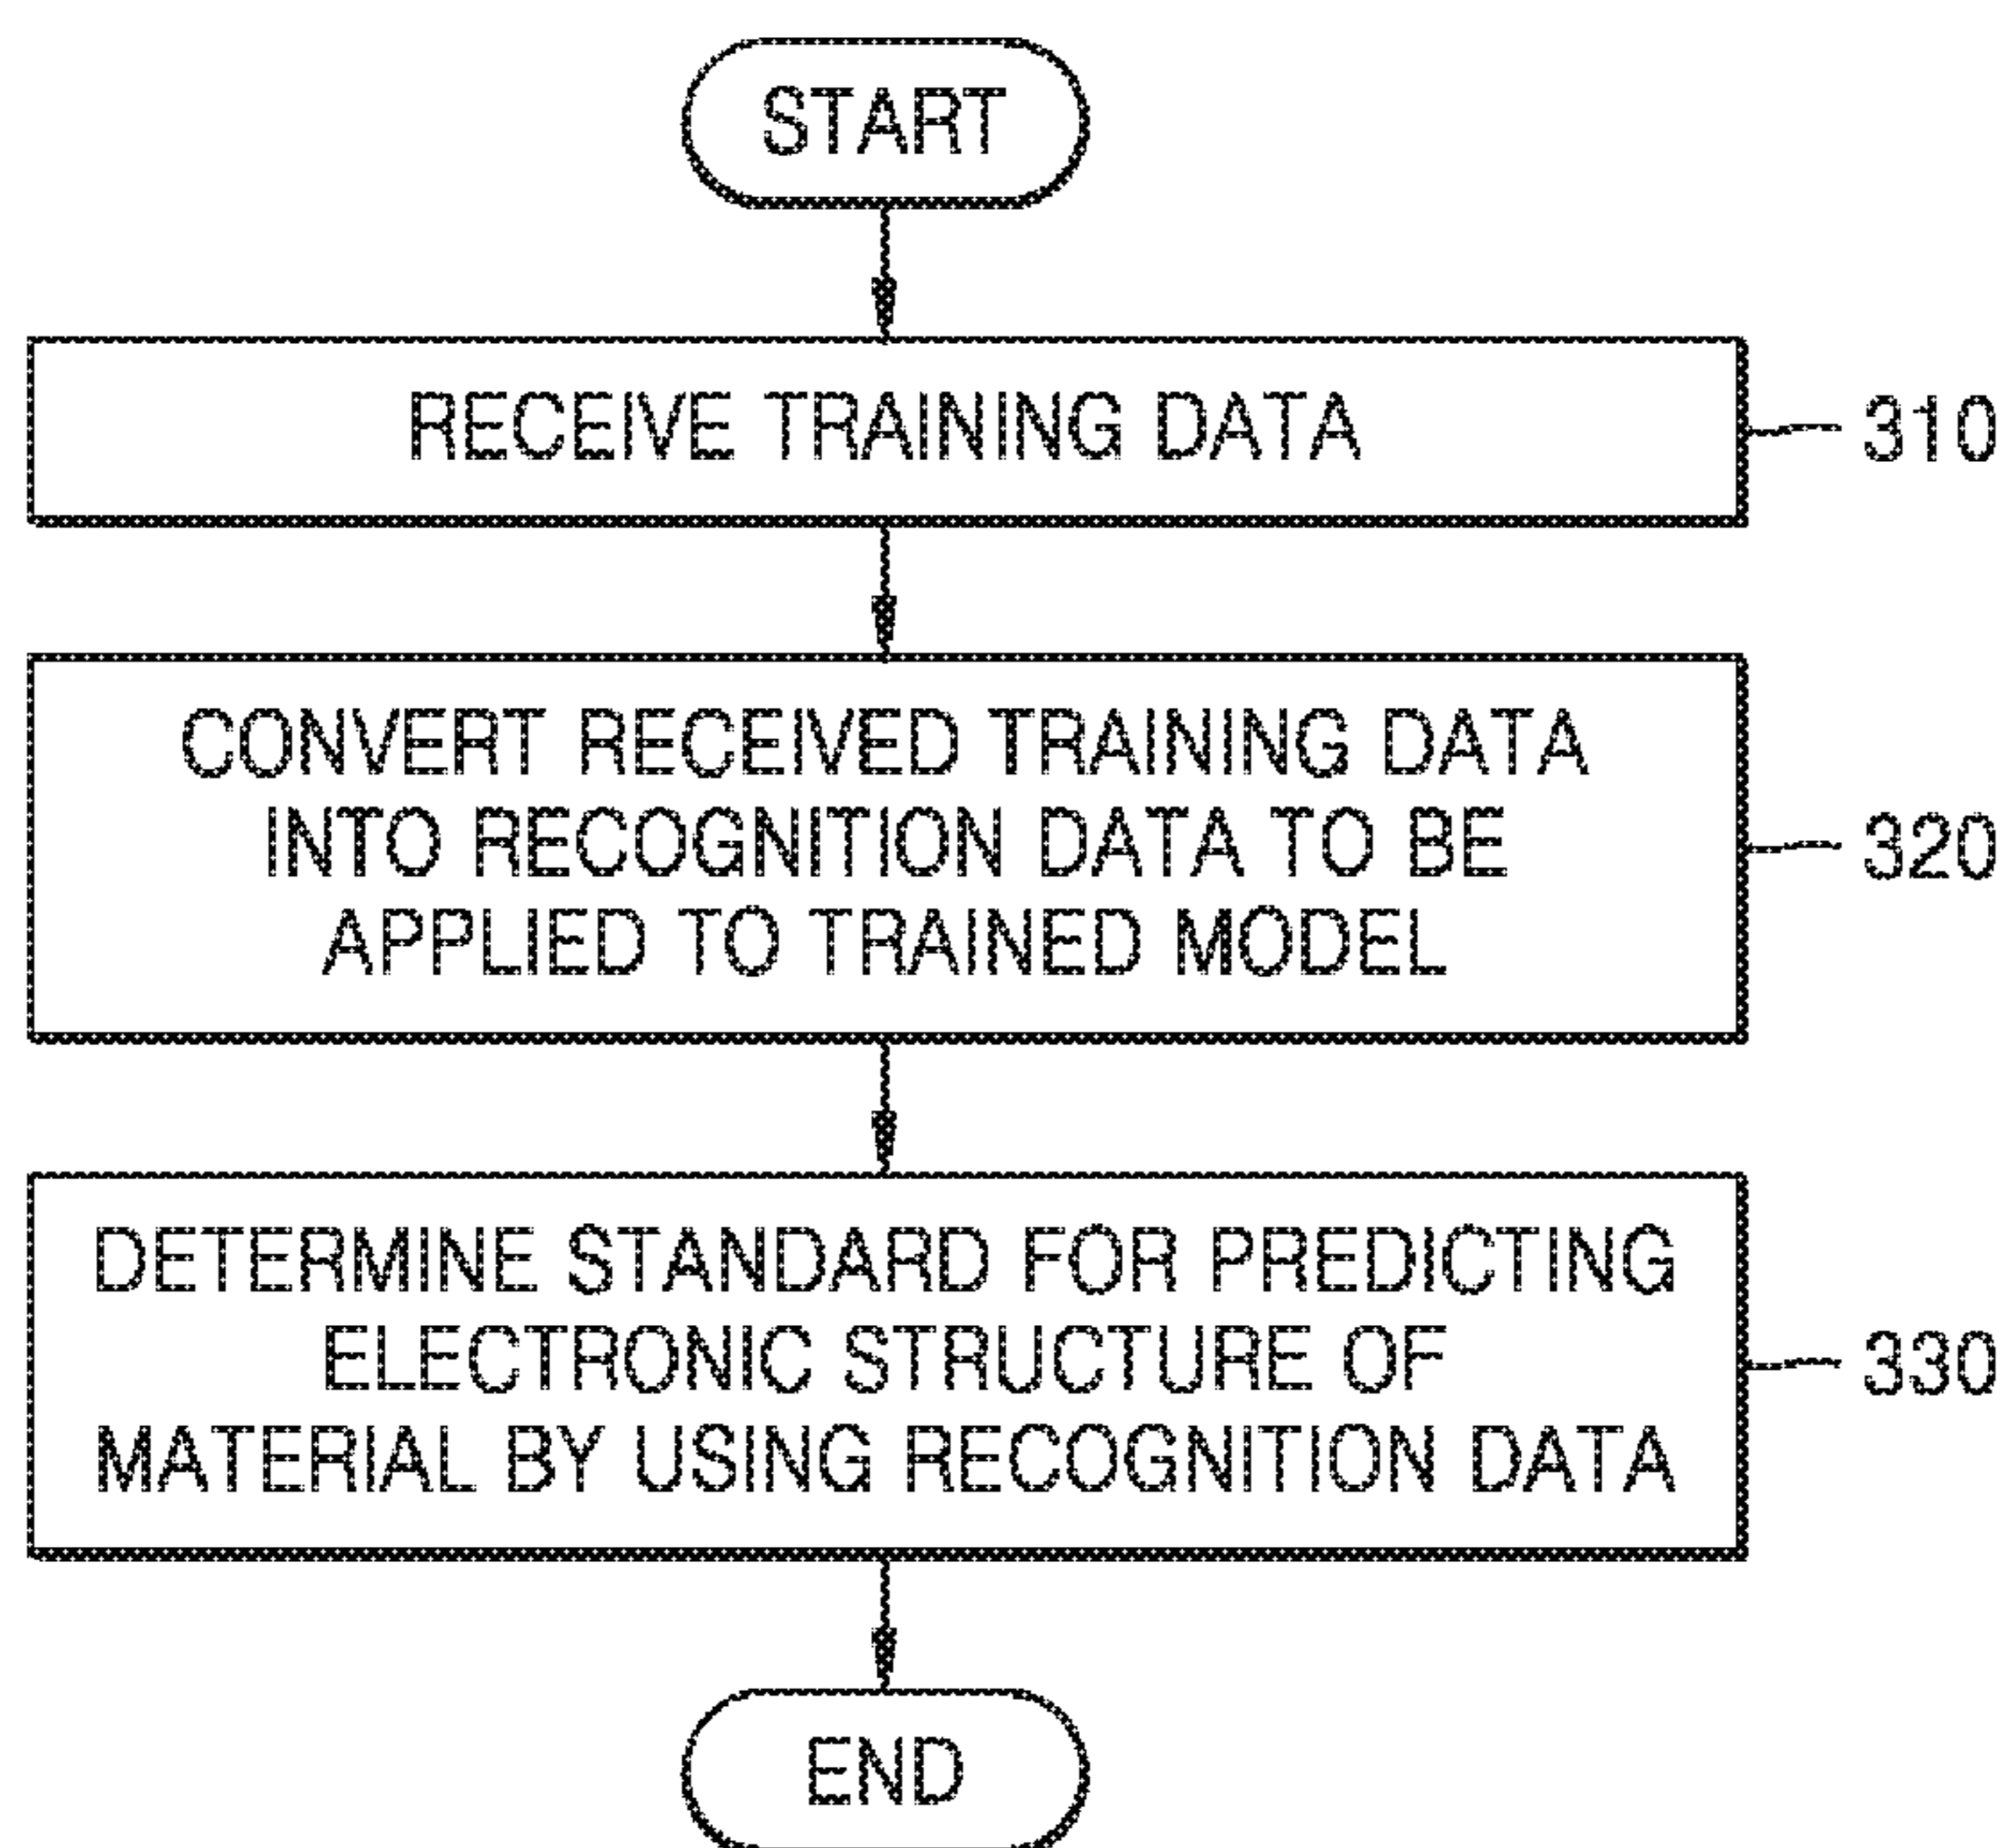 START
RECEIVE TRAINING DATA
310
CONVERT RECEIVED TRAINING DATA
INTO RECOGNITION DATA TO BE
APPLIED TO TRAINED MODEL
320
DETERMINE STANDARD FOR PREDICTING
ELECTRONIC STRUCTURE OF
MATERIAL BY USING RECOGNITION DATA
330
END